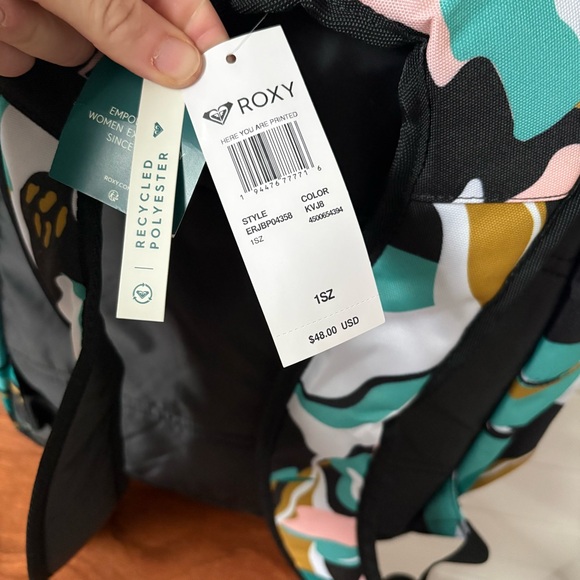 EMPO
WOMEN EX
SINCE
ROXY.COM
RECYCLED
POLYESTER
ROXY
HERE YOU ARE PRINTED
1 94476 77771 6
STYLE COLOR
ERJBP04358 KVJ8
1SZ 4500654394
1SZ
$48.00 USD